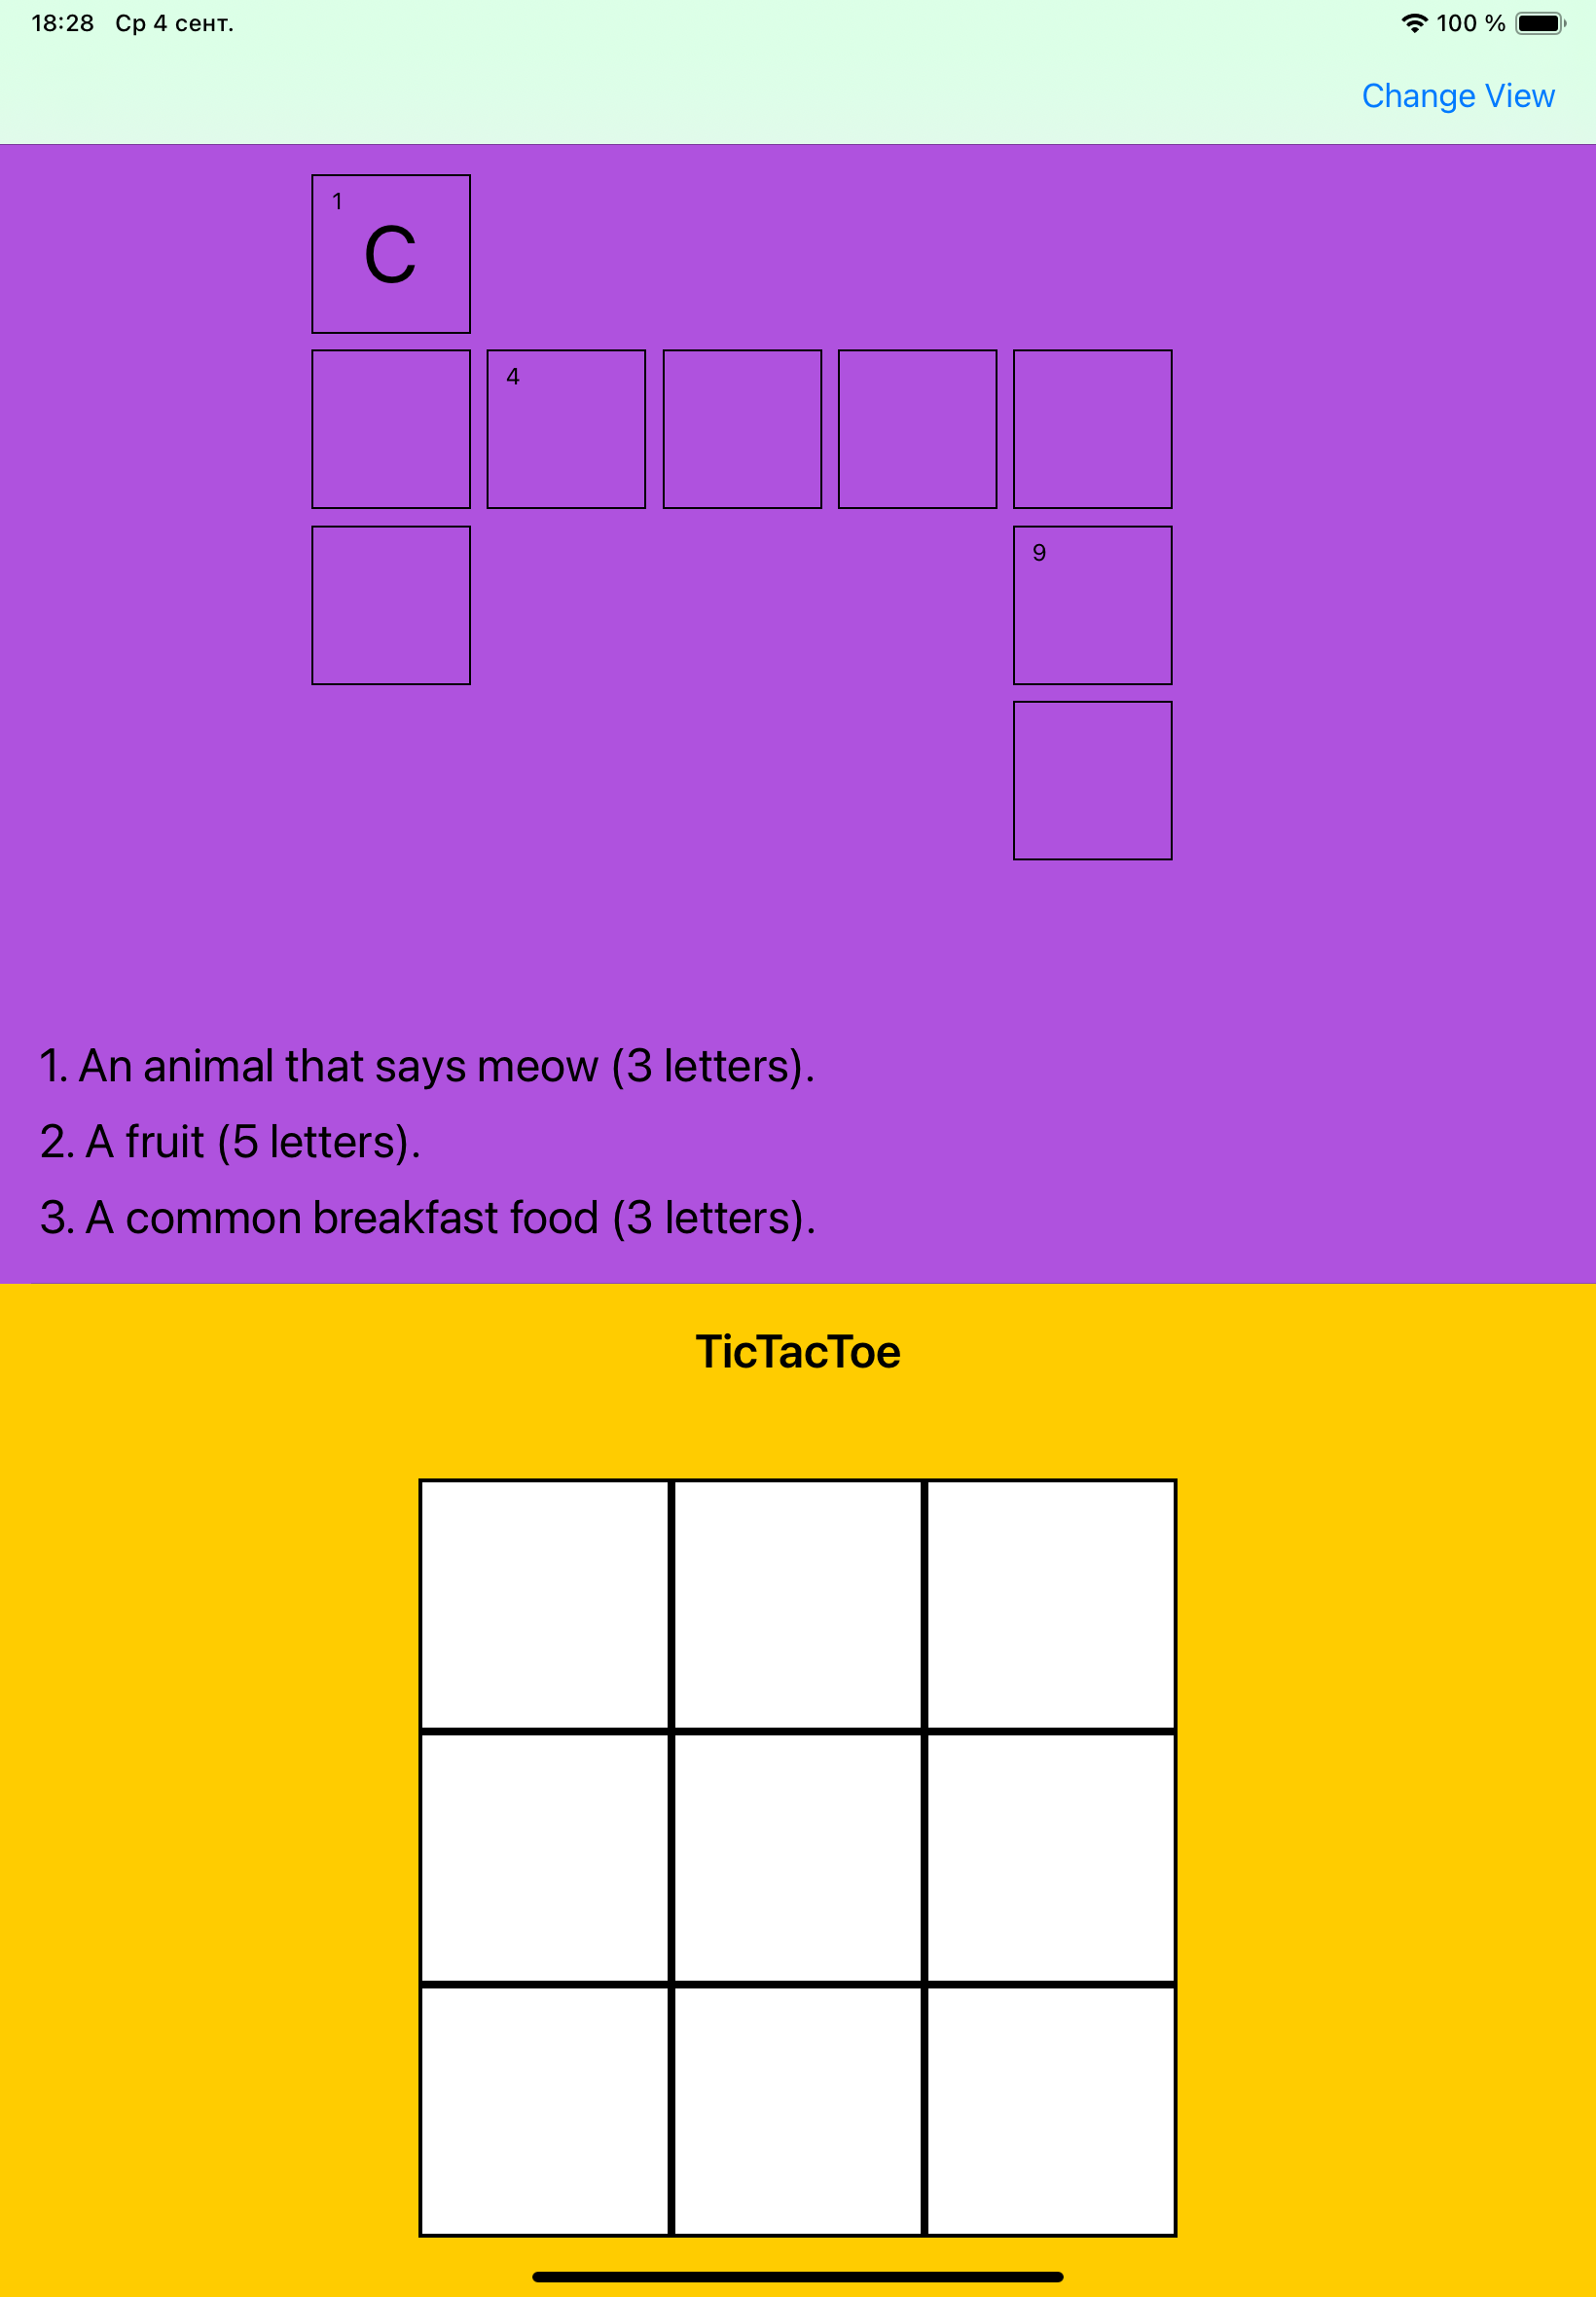 18:28 Ср 4 сент. 100 %
Change View
1
C
4
9
1. An animal that says meow (3 letters).
2. A fruit (5 letters).
3. A common breakfast food (3 letters).
TicTacToe